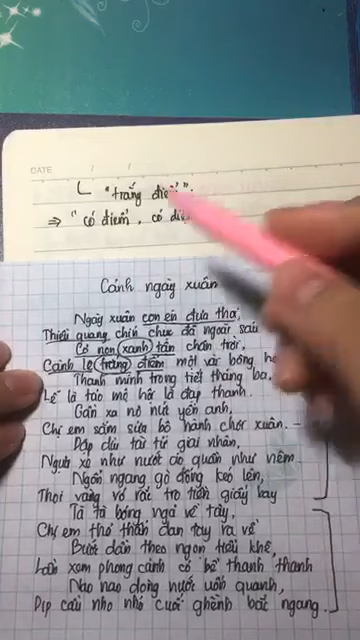 DATE / /
"trắng điểm".
⇒ "cỏ điểm, cỏ
Cảnh ngày xuân
Ngày xuân con én đưa thoi,
Thiều quang chín chục đã ngoài sáu
Cỏ non (xanh) tận chân trời,
Cành lê (trắng) điểm một vài bông
Thanh minh trong tiết tháng ba,
Lễ là tảo mộ hội là đạp thanh.
Gần xa nô nức yến anh,
Chị em sắm sửa bộ hành chơi xuân.
Dập dìu tài tử giai nhân,
Ngựa xe như nước áo quần như nêm.
Ngổn ngang gò đống kéo lên,
Thoi vàng vó rắc tro tiền giấy bay
Tà tà bóng ngả về tây,
Chị em thơ thẩn dan tay ra về
Bước dần theo ngọn tiểu khê,
Lần xem phong cảnh có bề thanh thanh
Nao nao dòng nước uốn quanh,
Dịp cầu nho nhỏ cuối ghềnh bắc ngang.